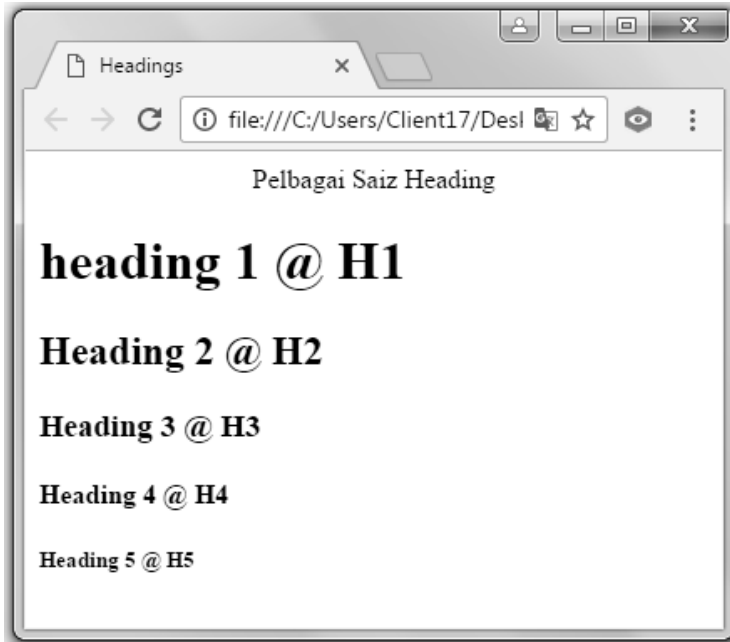 Headings
file:///C:/Users/Client17/Desl
Pelbagai Saiz Heading
heading 1 @ H1
Heading 2 @ H2
Heading 3 @ H3
Heading 4 @ H4
Heading 5 @ H5